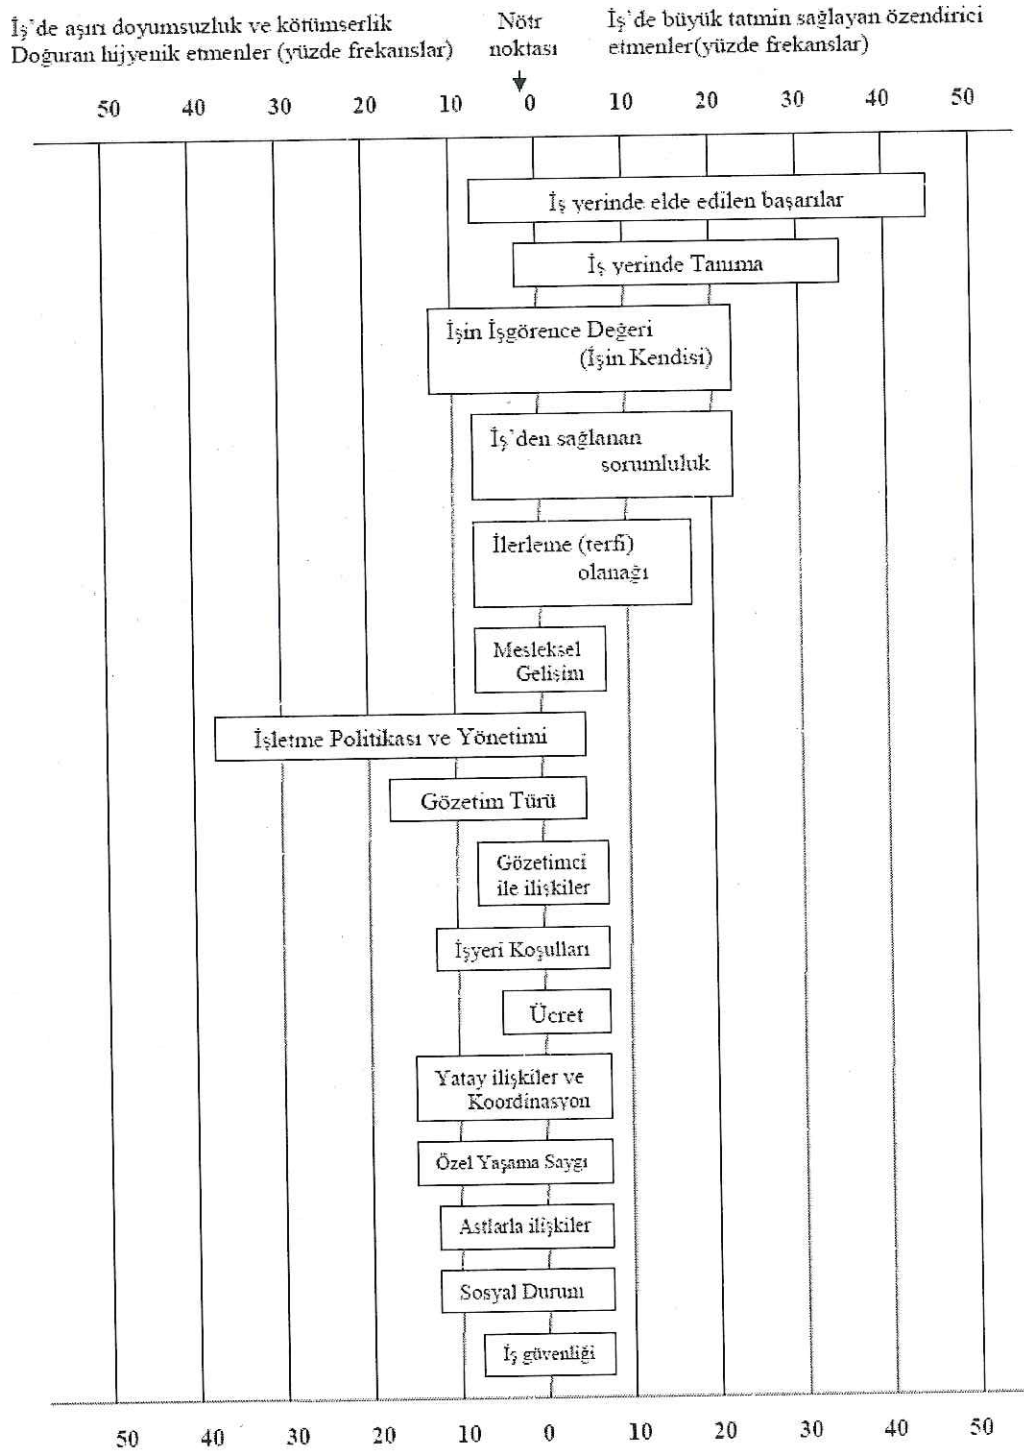 İş'de aşırı doyumsuzluk ve kötümserlik
Doğuran hijyenik etmenler (yüzde frekanslar)
Nötr
noktası
İş'de büyük tatmin sağlayan özendirici
etmenler(yüzde frekanslar)
50 40 30 20 10 0 10 20 30 40 50
İş yerinde elde edilen başarılar
İş yerinde Tanıma
İşin İşgörence Değeri
(İşin Kendisi)
İş'den sağlanan
sorumluluk
İlerleme (terfi)
olanağı
Mesleksel
Gelişim
İşletme Politikası ve Yönetimi
Gözetim Türü
Gözetimci
ile ilişkiler
İşyeri Koşulları
Ücret
Yatay ilişkiler ve
Koordinasyon
Özel Yaşama Saygı
Astlarla ilişkiler
Sosyal Durum
İş güvenliği
50 40 30 20 10 0 10 20 30 40 50